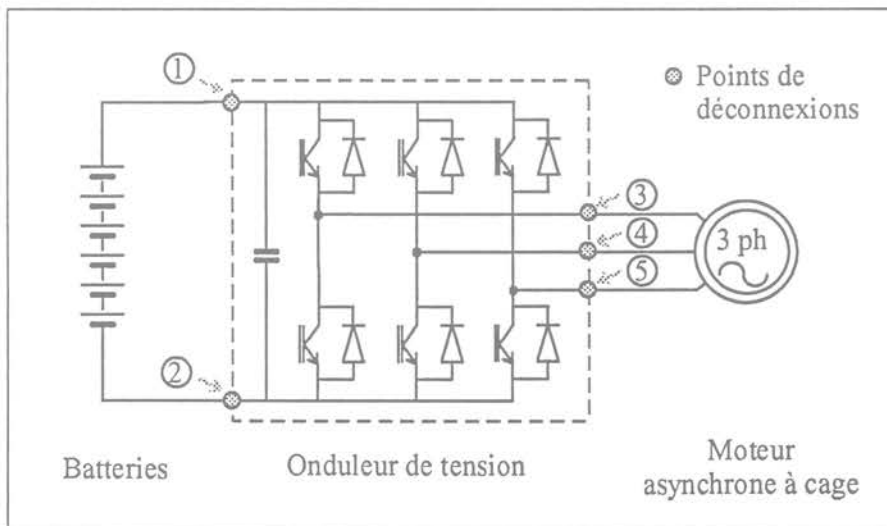 ①
Points de
déconnexions
③
④
3 ph
⑤
②
Batteries
Onduleur de tension
Moteur
asynchrone à cage